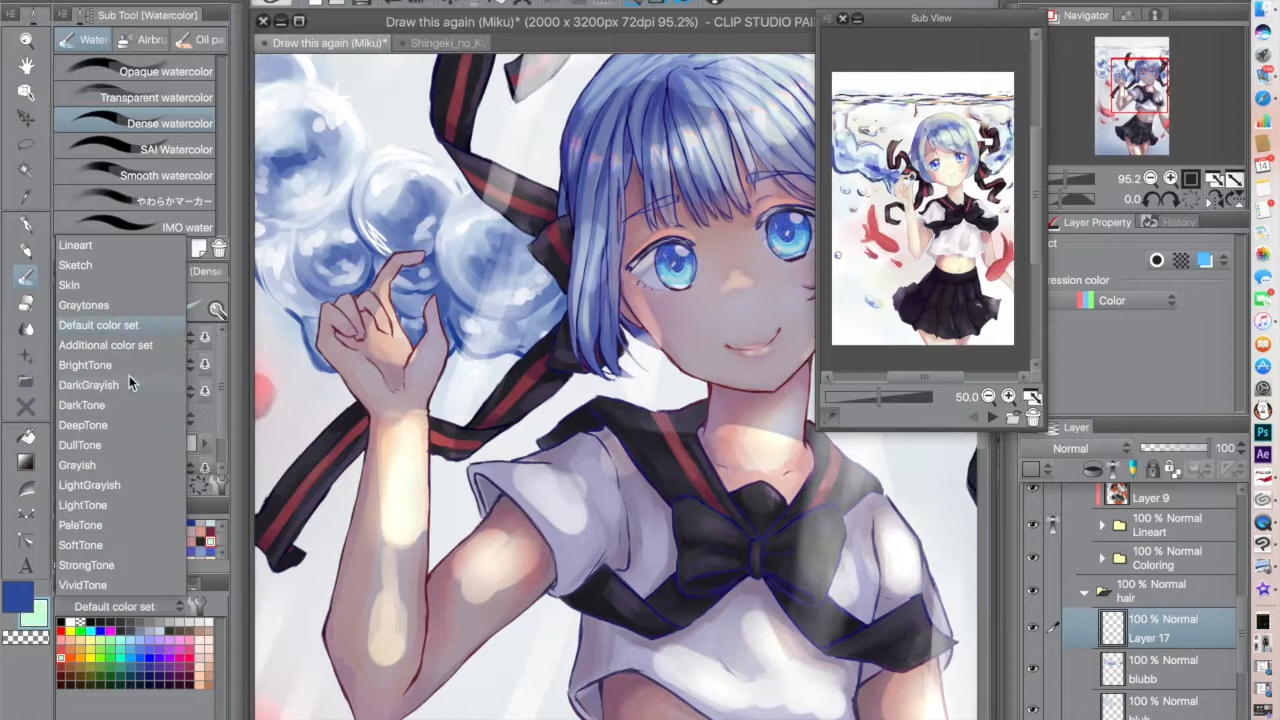 Sub Tool [Watercolor]
Draw this again (Miku)* (2000 x 3200px 72dpi 95.2%) - CLIP STUDIO PAI
Sub View
Navigator
Water
Airbru
Oil pa
Draw this again (Miku)*
Shingeki_no_Ky
Opaque watercolor
Transparent watercolor
Dense watercolor
SAI Watercolor
Smooth watercolor
やわらかマーカー
IMO water
95.2
0.0
Layer Property
History
ression color
Color
Lineart
Sketch
Skin
[Dense
Graytones
Default color set
Additional color set
BrightTone
DarkGrayish
DarkTone
DeepTone
DullTone
Grayish
LightGrayish
LightTone
PaleTone
SoftTone
StrongTone
VividTone
Default color set
50.0
Layer
Normal
100
Layer 9
100 % Normal
Lineart
100 % Normal
Coloring
100 % Normal
hair
100 % Normal
Layer 17
100 % Normal
blubb
100 % Normal
14
Ps
Ae